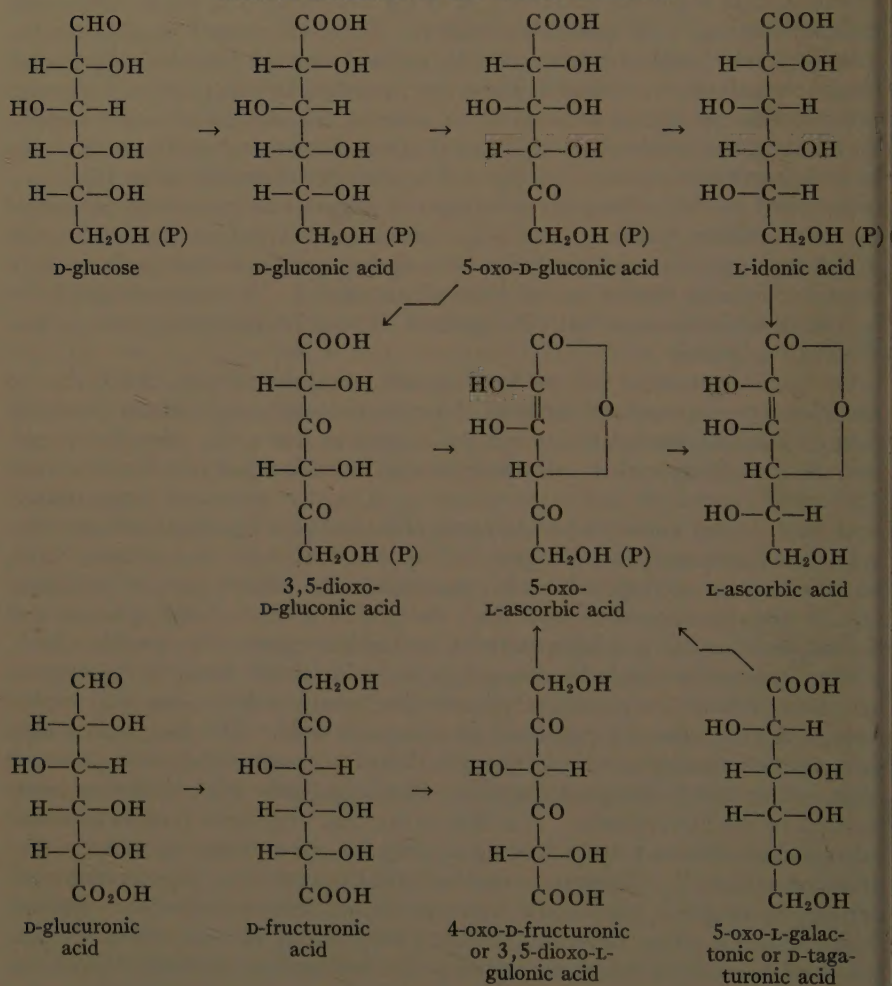 CHO COOH COOH COOH
H—C—OH H—C—OH H—C—OH H—C—OH
HO—C—H HO—C—H HO—C—OH HO—C—H
→ → →
H—C—OH H—C—OH H—C—OH H—C—OH
H—C—OH H—C—OH CO HO—C—H
CH₂OH (P) CH₂OH (P) CH₂OH (P) CH₂OH (P)
D-glucose D-gluconic acid 5-oxo-D-gluconic acid L-idonic acid
COOH CO CO
H—C—OH HO—C HO—C
O O
CO HO—C HO—C
→ →
H—C—OH HC HC
CO CO HO—C—H
CH₂OH (P) CH₂OH (P) CH₂OH
3,5-dioxo- 5-oxo- L-ascorbic acid
D-gluconic acid L-ascorbic acid
CHO CH₂OH CH₂OH COOH
H—C—OH CO CO HO—C—H
HO—C—H HO—C—H HO—C—H H—C—OH
→ →
H—C—OH H—C—OH CO H—C—OH
H—C—OH H—C—OH H—C—OH CO
CO₂OH COOH COOH CH₂OH
D-glucuronic D-fructuronic 4-oxo-D-fructuronic 5-oxo-L-galac-
acid acid or 3,5-dioxo-L- tonic or D-taga-
gulonic acid turonic acid